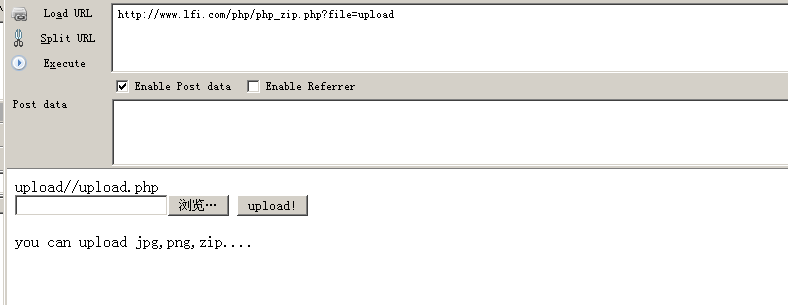 Load URL
http://www.lfi.com/php/php_zip.php?file=upload
Split URL
Execute
Enable Post data Enable Referrer
Post data
upload//upload.php
浏览… upload!
you can upload jpg,png,zip....